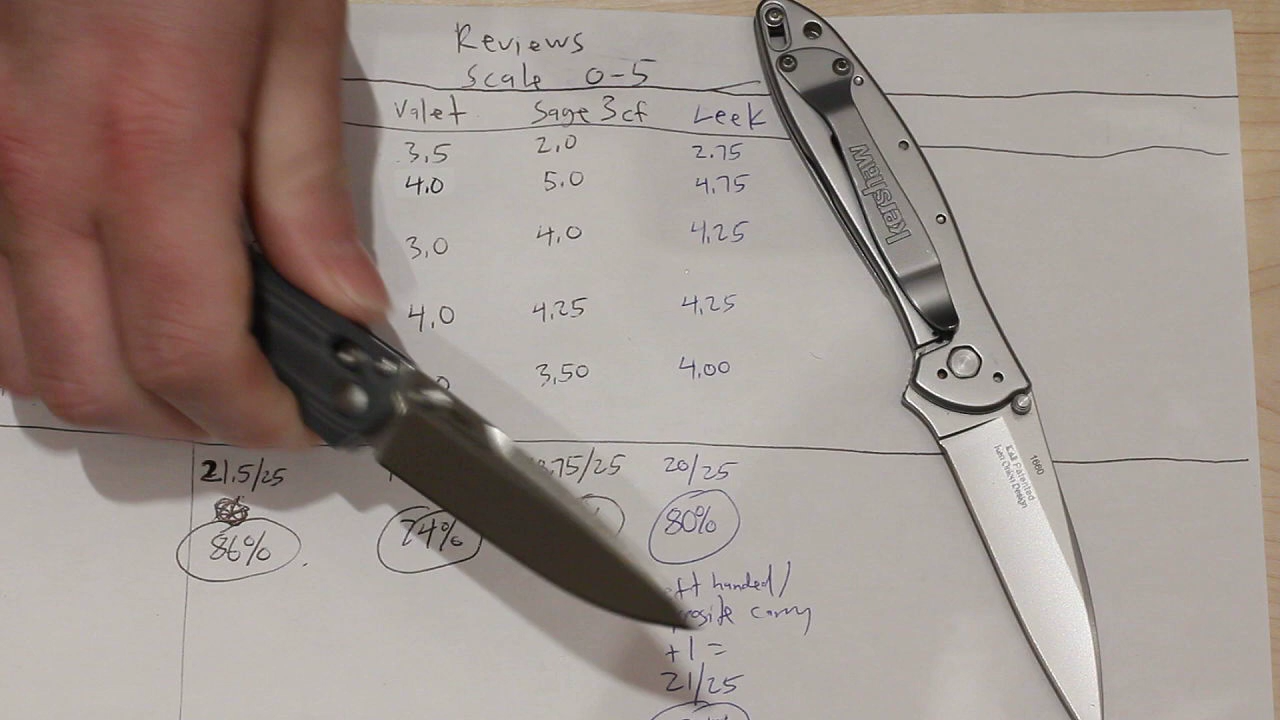 Reviews
Scale 0-5
Valet Sage 3cf Leek
3.5 2.0 2.75
4.0 5.0 4.75
3.0 4.0 4.25
4.0 4.25 4.25
3.50 4.00
21.5/25 .75/25 20/25
86% 74% 80%
handed/
carry
+1 =
21/25
kershaw
1660
Ken Onion Design